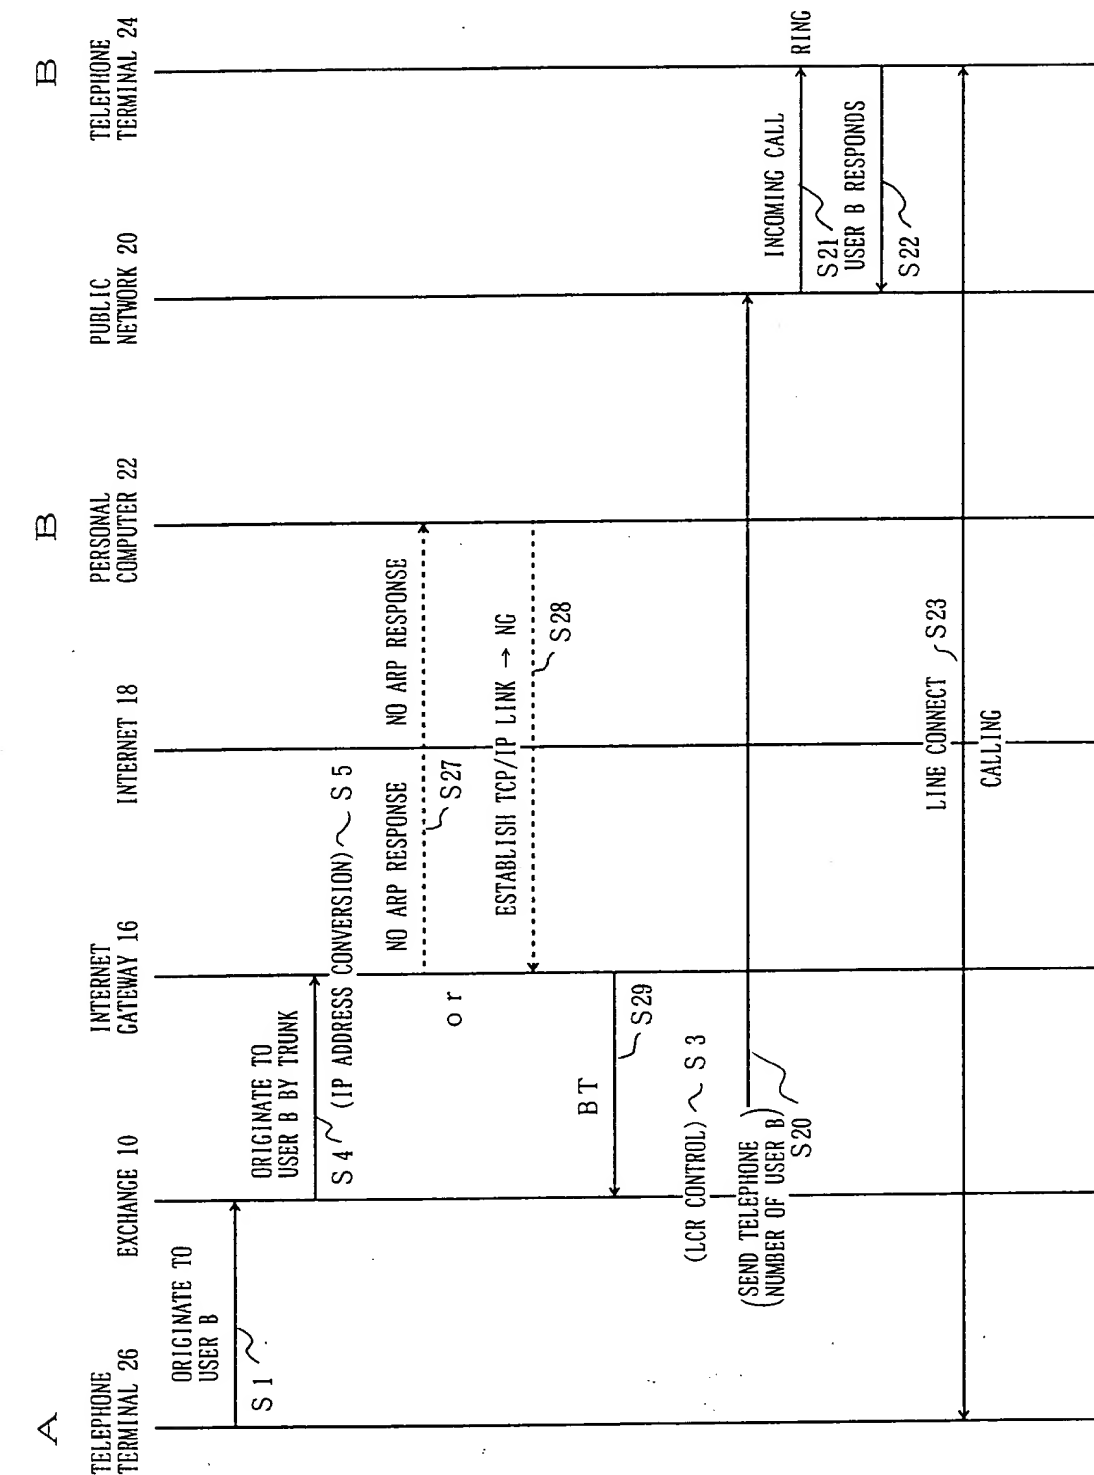 A
TELEPHONE
TERMINAL 26
EXCHANGE 10
INTERNET
GATEWAY 16
INTERNET 18
B
PERSONAL
COMPUTER 22
PUBLIC
NETWORK 20
B
TELEPHONE
TERMINAL 24
ORIGINATE TO
USER B
S1
ORIGINATE TO
USER B BY TRUNK
S4
(IP ADDRESS CONVERSION)
S5
NO ARP RESPONSE
NO ARP RESPONSE
S27
or
ESTABLISH TCP/IP LINK → NG
S28
BT
S29
(LCR CONTROL)
S3
(SEND TELEPHONE
NUMBER OF USER B)
S20
INCOMING CALL
RING
S21
USER B RESPONDS
S22
LINE CONNECT
S23
CALLING